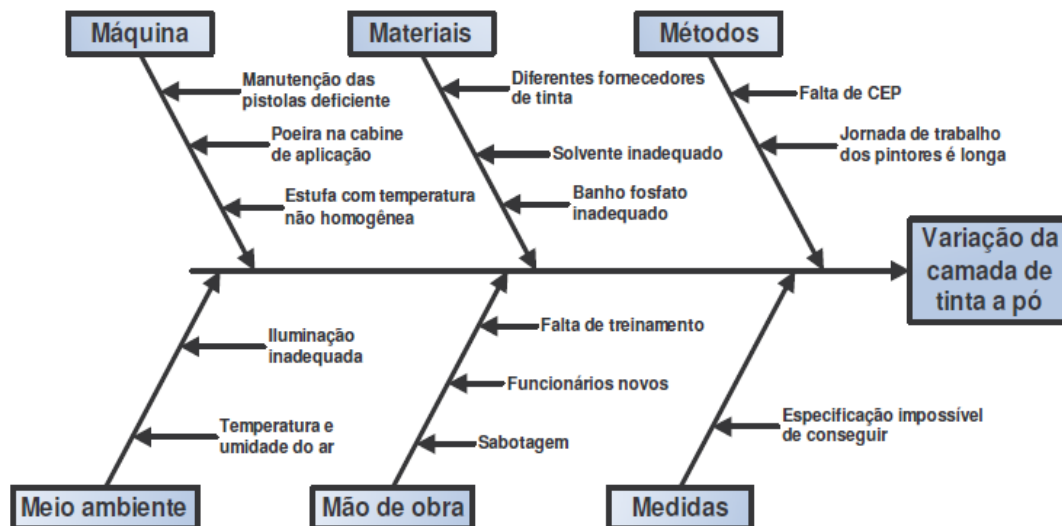 Máquina
Materiais
Métodos
Manutenção das
pistolas deficiente
Poeira na cabine
de aplicação
Estufa com temperatura
não homogênea
Diferentes fornecedores
de tinta
Solvente inadequado
Banho fosfato
inadequado
Falta de CEP
Jornada de trabalho
dos pintores é longa
Variação da
camada de
tinta a pó
Iluminação
inadequada
Temperatura e
umidade do ar
Falta de treinamento
Funcionários novos
Sabotagem
Especificação impossível
de conseguir
Meio ambiente
Mão de obra
Medidas